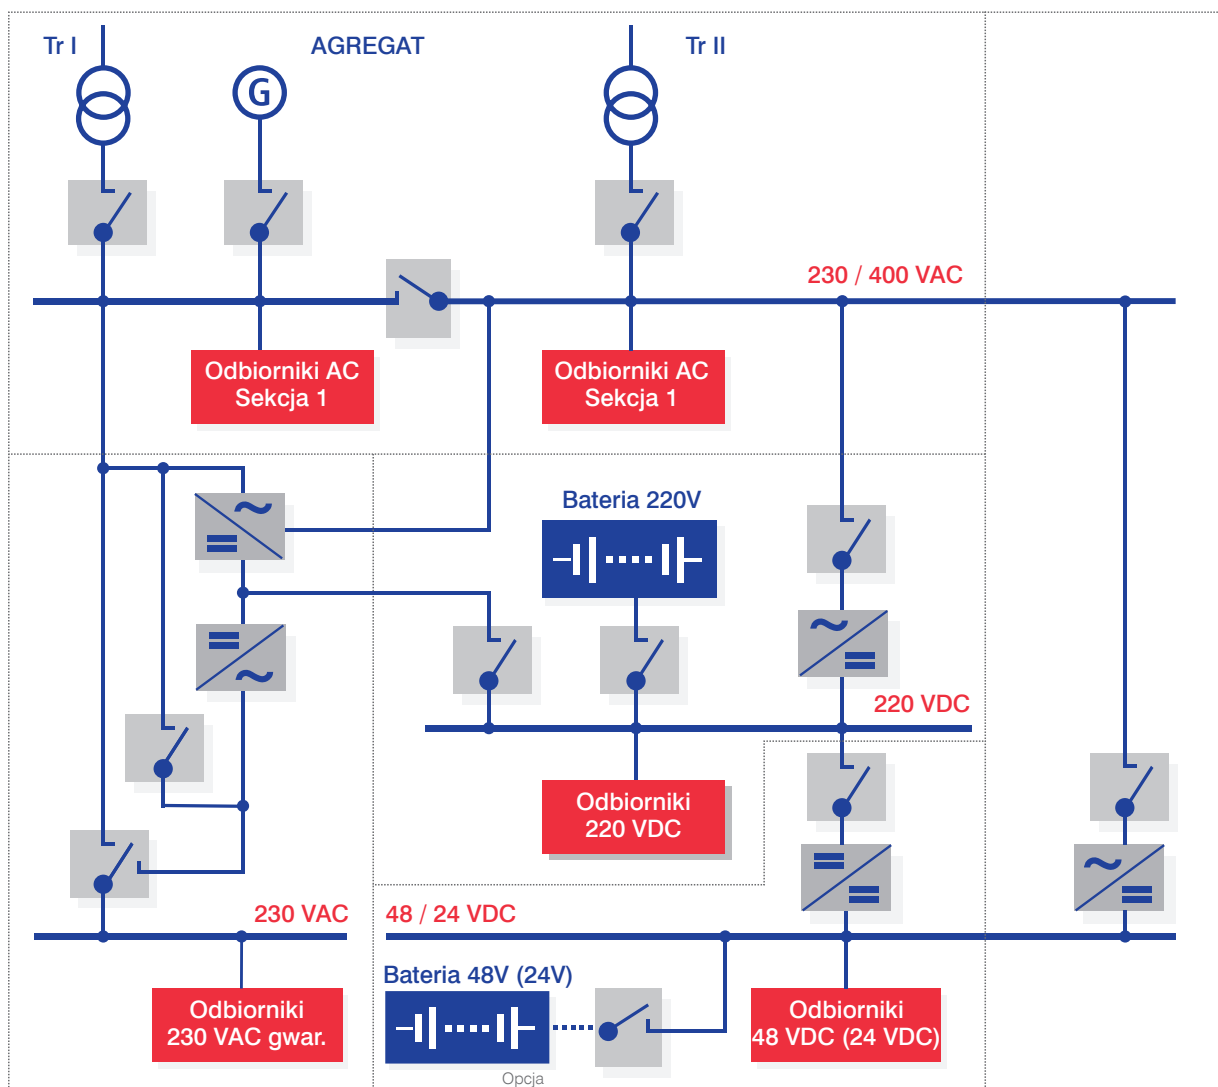 Tr I
AGREGAT
Tr II
G
230 / 400 VAC
Odbiorniki AC
Sekcja 1
Odbiorniki AC
Sekcja 1
Bateria 220V
220 VDC
Odbiorniki
220 VDC
230 VAC
48 / 24 VDC
Bateria 48V (24V)
Odbiorniki
230 VAC gwar.
Odbiorniki
48 VDC (24 VDC)
Opcja